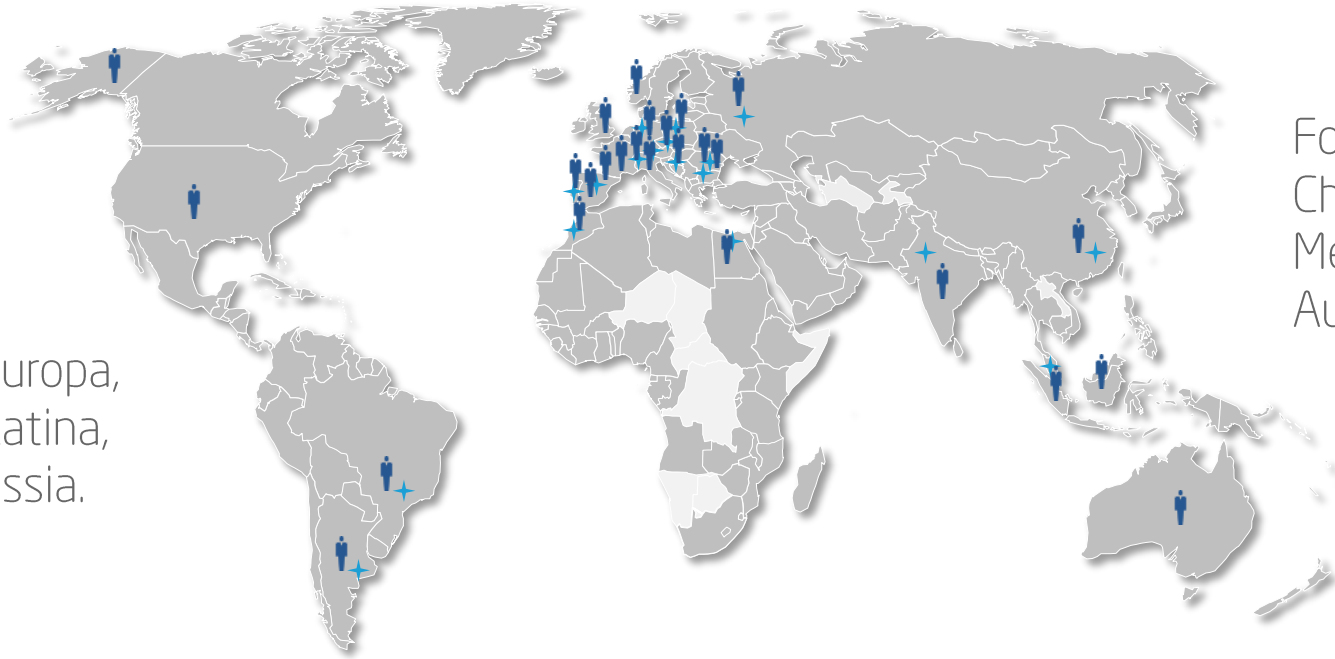 uropa,
atina,
ssia.
Fo
Ch
Me
Au